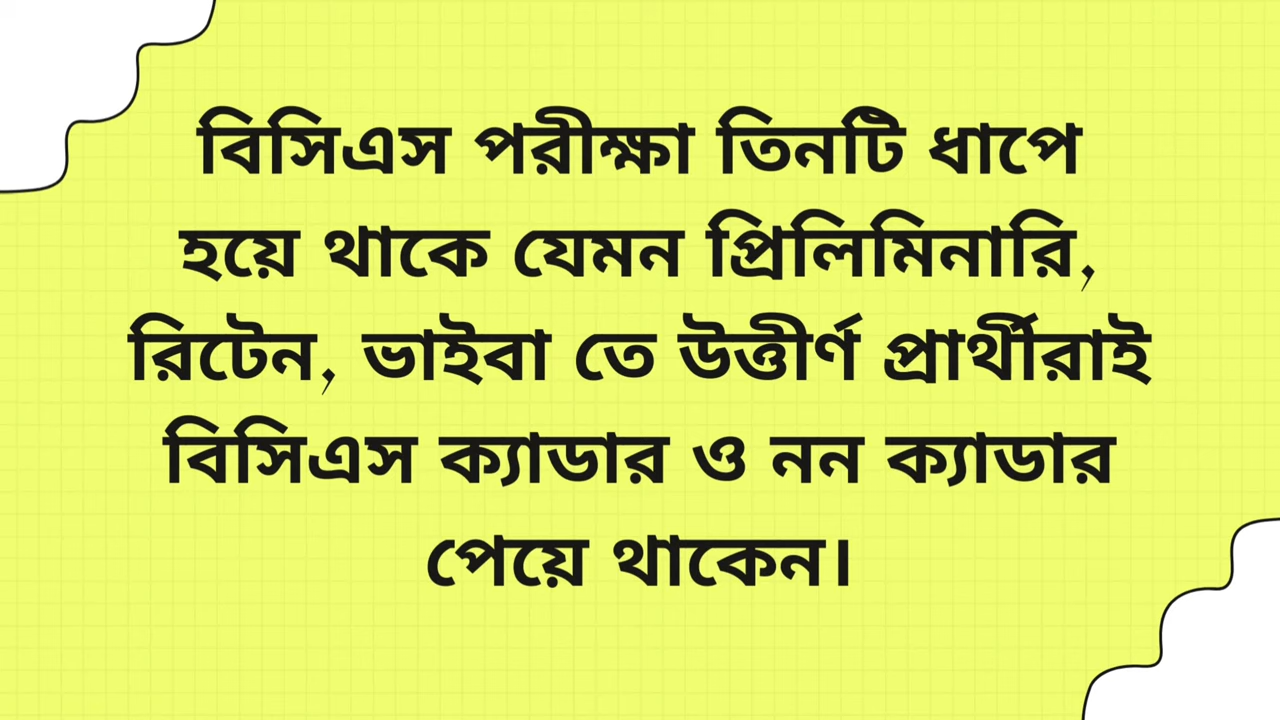 বিসিএস পরীক্ষা তিনটি ধাপে
হয়ে থাকে যেমন প্রিলিমিনারি,
রিটেন, ভাইবা তে উত্তীর্ণ প্রার্থীরাই
বিসিএস ক্যাডার ও নন ক্যাডার
পেয়ে থাকেন।